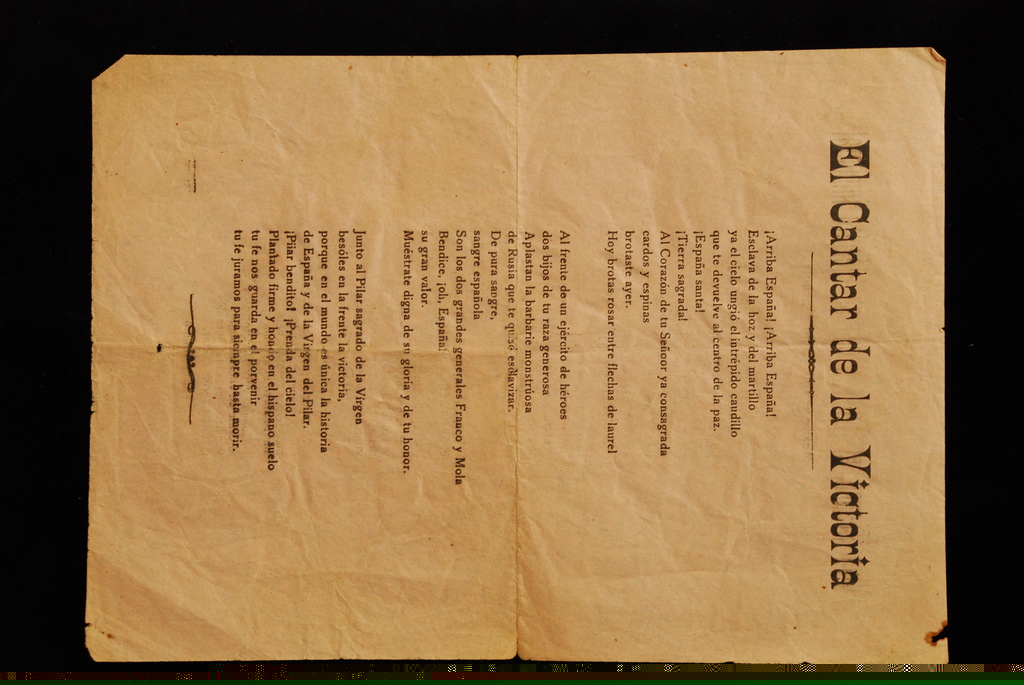 El Cantar de la Victoria
¡Arriba España! ¡Arriba España!
Esclava de la hoz y del martillo
ya el cielo ungió el intrépido caudillo
que te devuelve al centro de la paz.
¡España santa!
¡Tierra sagrada!
Al Corazón de tu Señoor ya consagrada
cardos y espinas
brotaste ayer.
Hoy brotas rosar entre flechas de laurel
Al frente de un ejército de héroes
dos bijos de tu raza generosa
Aplastan la barbarie monstrúosa
de Rusia que te quiso esclavizar.
De pura sangre,
sangre española
Son los dos grandes generales Franco y Mola
Bendice, ¡oh, España!
su gran valor.
Muéstrate digna de su gloria y de tu honor.
Junto al Pilar sagrado de la Virgen
besóles en la frente la victoria,
porque en el mundo es única la historia
de España y de la Virgen del Pilar.
¡Pilar bendito! ¡Prenda del cielo!
Plantado firme y hondo en el hispano suelo
tu fe nos guarda en el porvenir
tu fe juramos para siempre hasta morir.